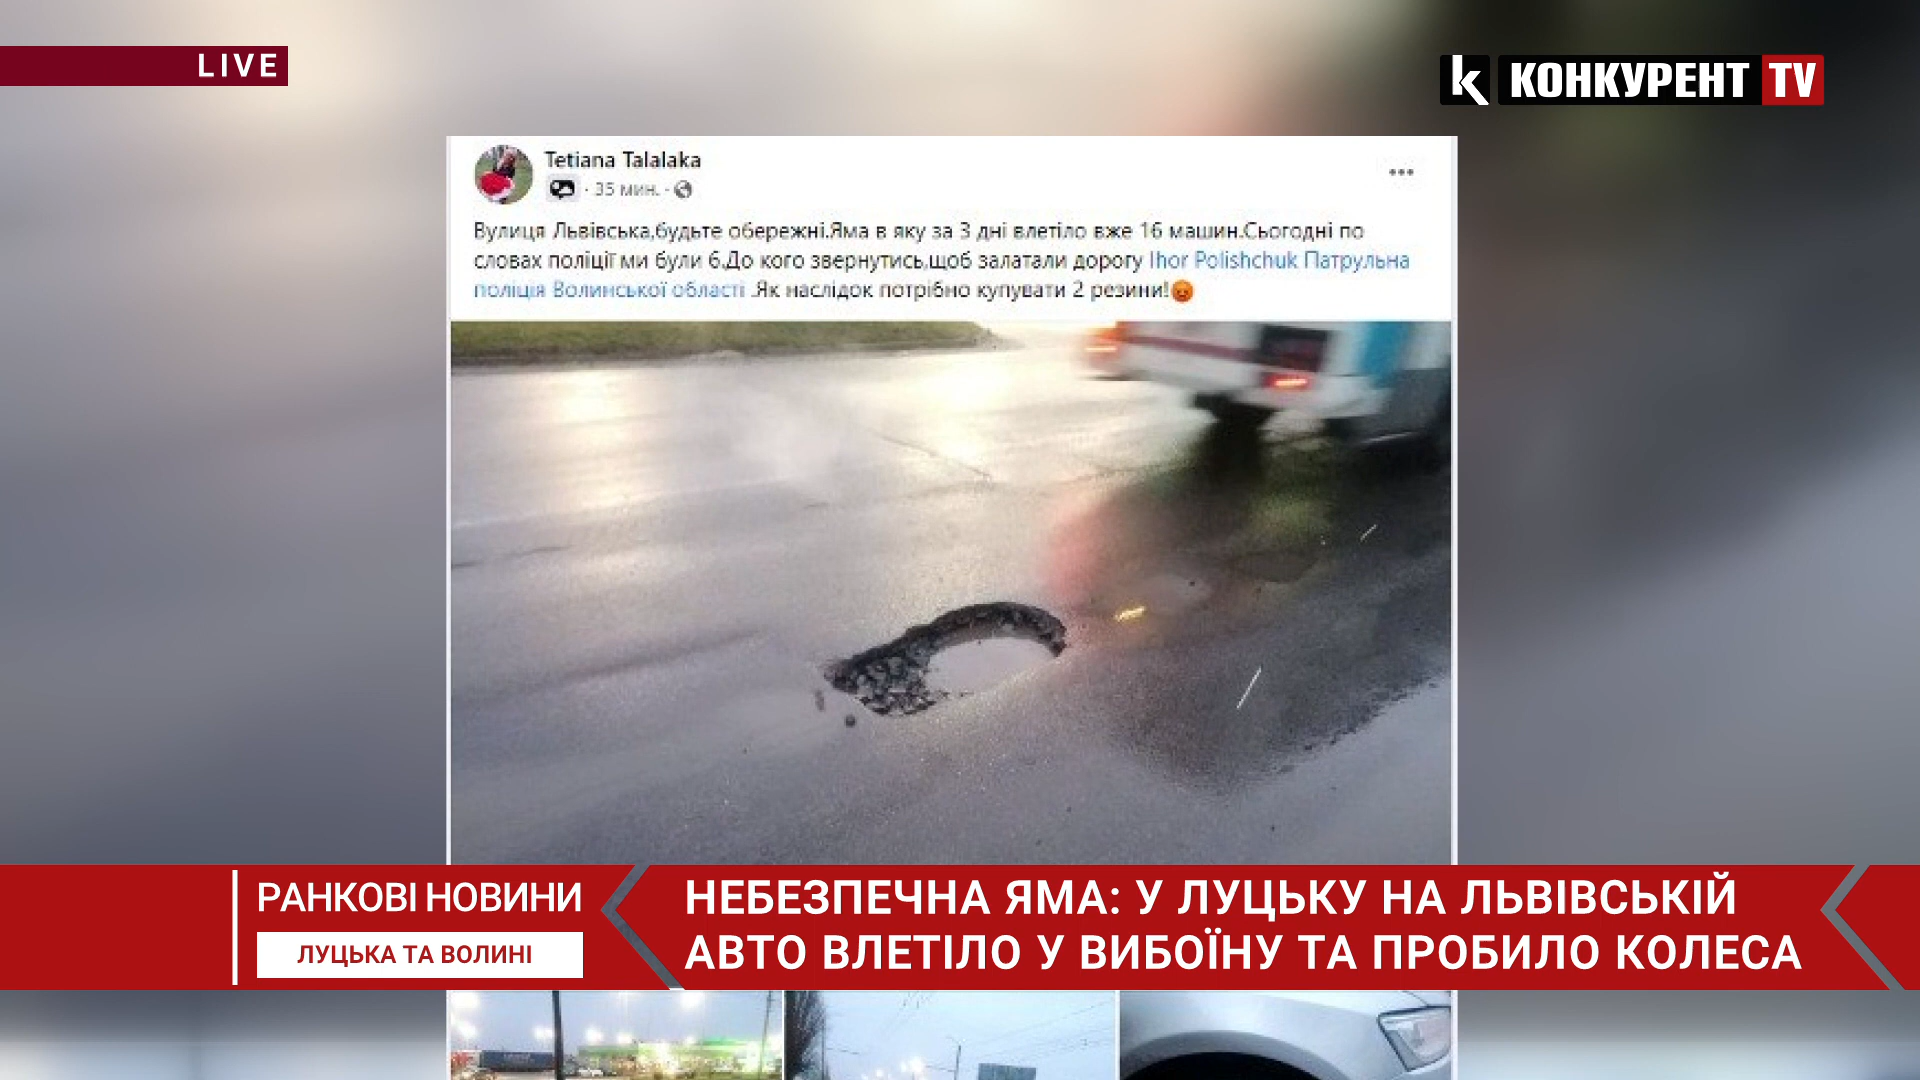 LIVE
k КОНКУРЕНТ TV
Tetiana Talalaka
· 35 мин. ·
Вулиця Львівська,будьте обережні.Яма в яку за 3 дні влетіло вже 16 машин.Сьогодні по
словах поліції ми були 6.До кого звернутись,щоб залатали дорогу Ihor Polishchuk Патрульна
поліція Волинської області .Як наслідок потрібно купувати 2 резини!😡
РАНКОВІ НОВИНИ
ЛУЦЬКА ТА ВОЛИНІ
НЕБЕЗПЕЧНА ЯМА: У ЛУЦЬКУ НА ЛЬВІВСЬКІЙ
АВТО ВЛЕТІЛО У ВИБОЇНУ ТА ПРОБИЛО КОЛЕСА